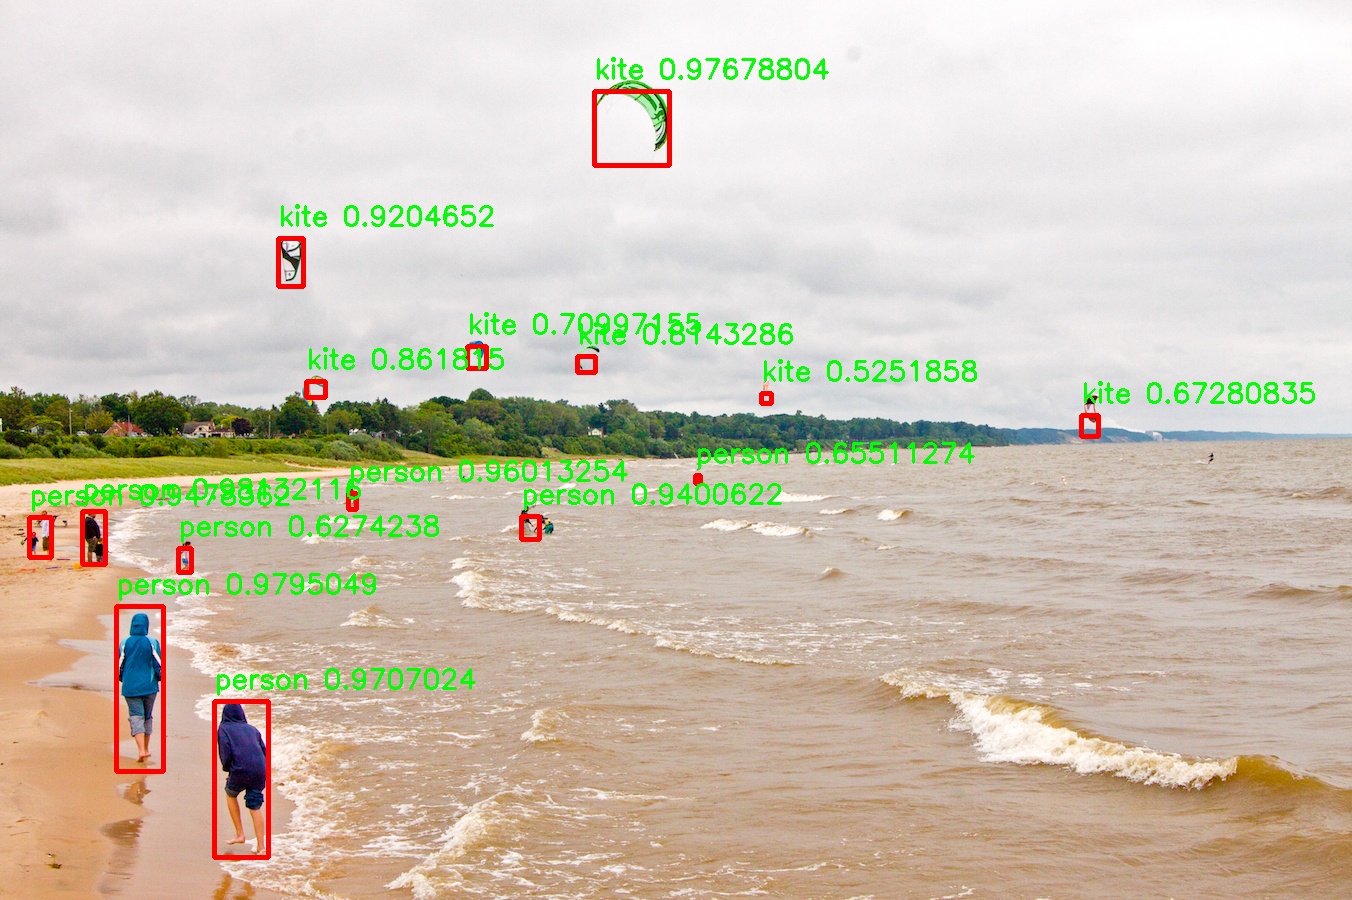 kite 0.97678804
kite 0.9204652
kite 0.70997155
kite 0.8143286
kite 0.861815
kite 0.5251858
kite 0.67280835
person 0.65511274
person 0.96013254
person 0.98132116
person 0.9478362
person 0.9400622
person 0.6274238
person 0.9795049
person 0.9707024